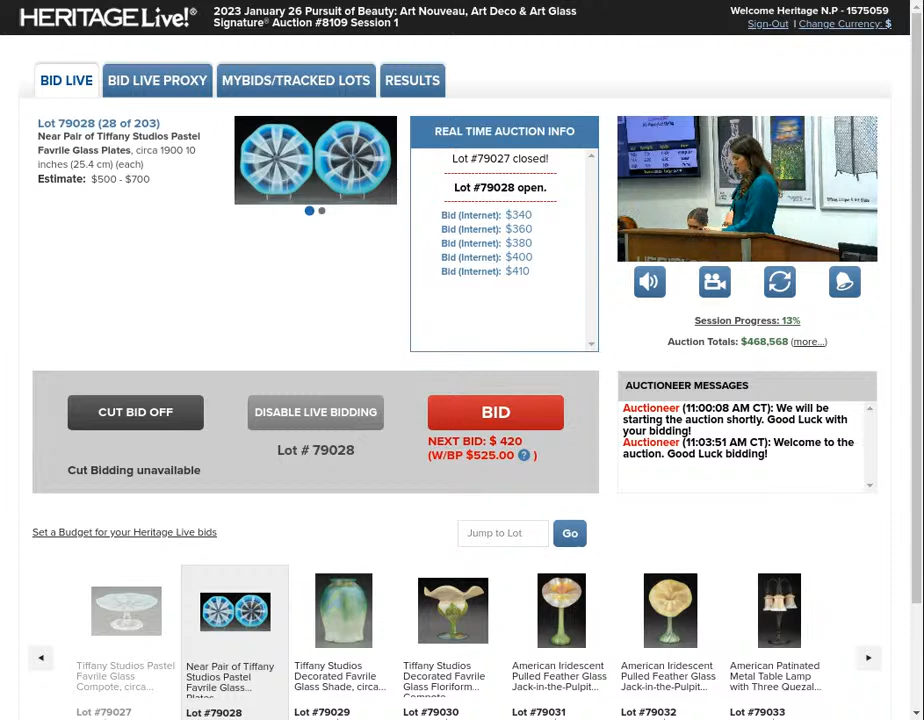 HERITAGE Live!®
2023 January 26 Pursuit of Beauty: Art Nouveau, Art Deco & Art Glass
Signature® Auction #8109 Session 1
Welcome Heritage N.P - 1575059
Sign-Out | Change Currency: $
BID LIVE
BID LIVE PROXY
MYBIDS/TRACKED LOTS
RESULTS
Lot 79028 (28 of 203)
Near Pair of Tiffany Studios Pastel
Favrile Glass Plates, circa 1900 10
inches (25.4 cm) (each)
Estimate: $500 - $700
REAL TIME AUCTION INFO
Lot #79027 closed!
Lot #79028 open.
Bid (Internet): $340
Bid (Internet): $360
Bid (Internet): $380
Bid (Internet): $400
Bid (Internet): $410
Session Progress: 13%
Auction Totals: $468,568 (more...)
CUT BID OFF
DISABLE LIVE BIDDING
BID
Lot # 79028
NEXT BID: $ 420
(W/BP $525.00 ? )
Cut Bidding unavailable
AUCTIONEER MESSAGES
Auctioneer (11:00:08 AM CT): We will be
starting the auction shortly. Good Luck with
your bidding!
Auctioneer (11:03:51 AM CT): Welcome to the
auction. Good Luck bidding!
Set a Budget for your Heritage Live bids
Jump to Lot
Go
Tiffany Studios Pastel
Favrile Glass
Compote, circa...
Lot #79027
Near Pair of Tiffany
Studios Pastel
Favrile Glass...
Plates
Lot #79028
Tiffany Studios
Decorated Favrile
Glass Shade, circa...
Lot #79029
Tiffany Studios
Decorated Favrile
Glass Floriform...
Compote
Lot #79030
American Iridescent
Pulled Feather Glass
Jack-in-the-Pulpit...
Lot #79031
American Iridescent
Pulled Feather Glass
Jack-in-the-Pulpit...
Lot #79032
American Patinated
Metal Table Lamp
with Three Quezal...
Lot #79033